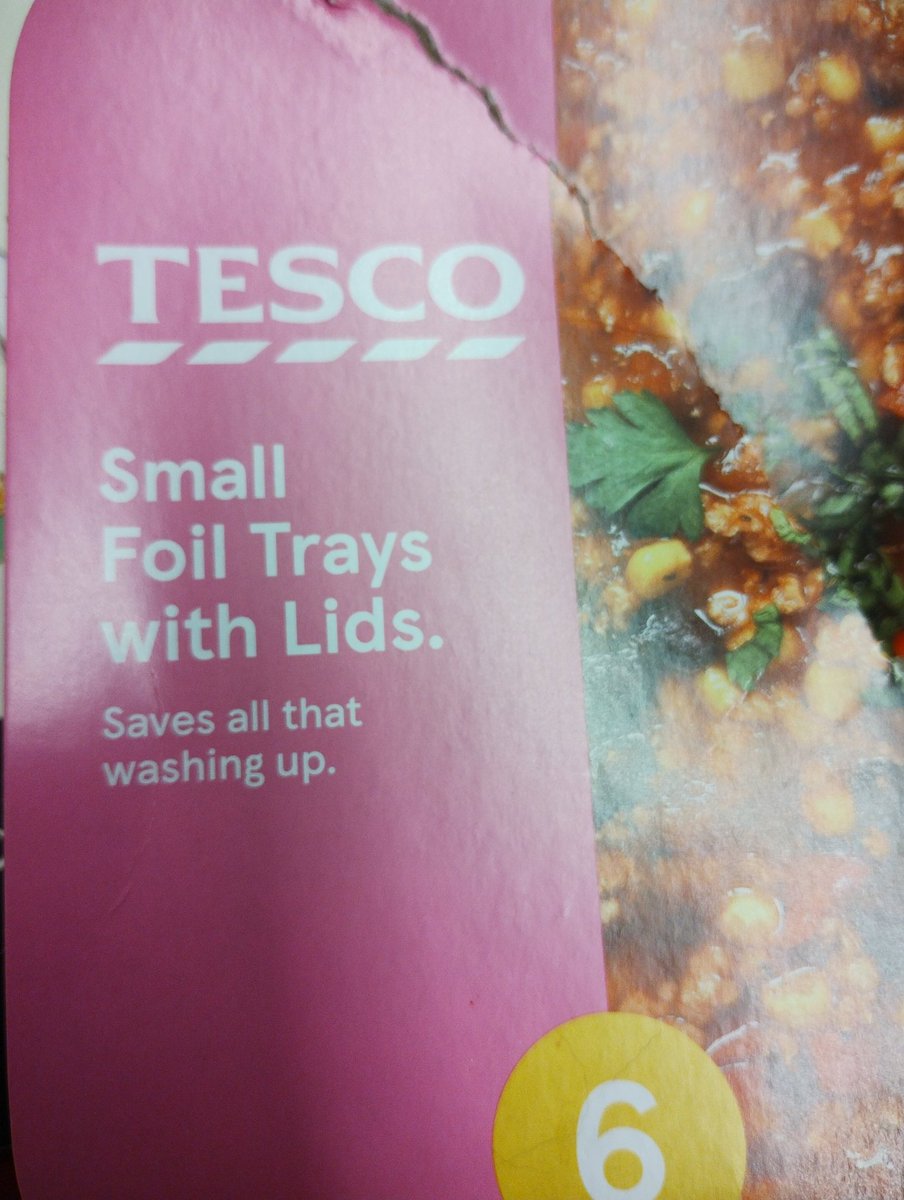 TESCO
Small
Foil Trays
with Lids.
Saves all that
washing up.
6